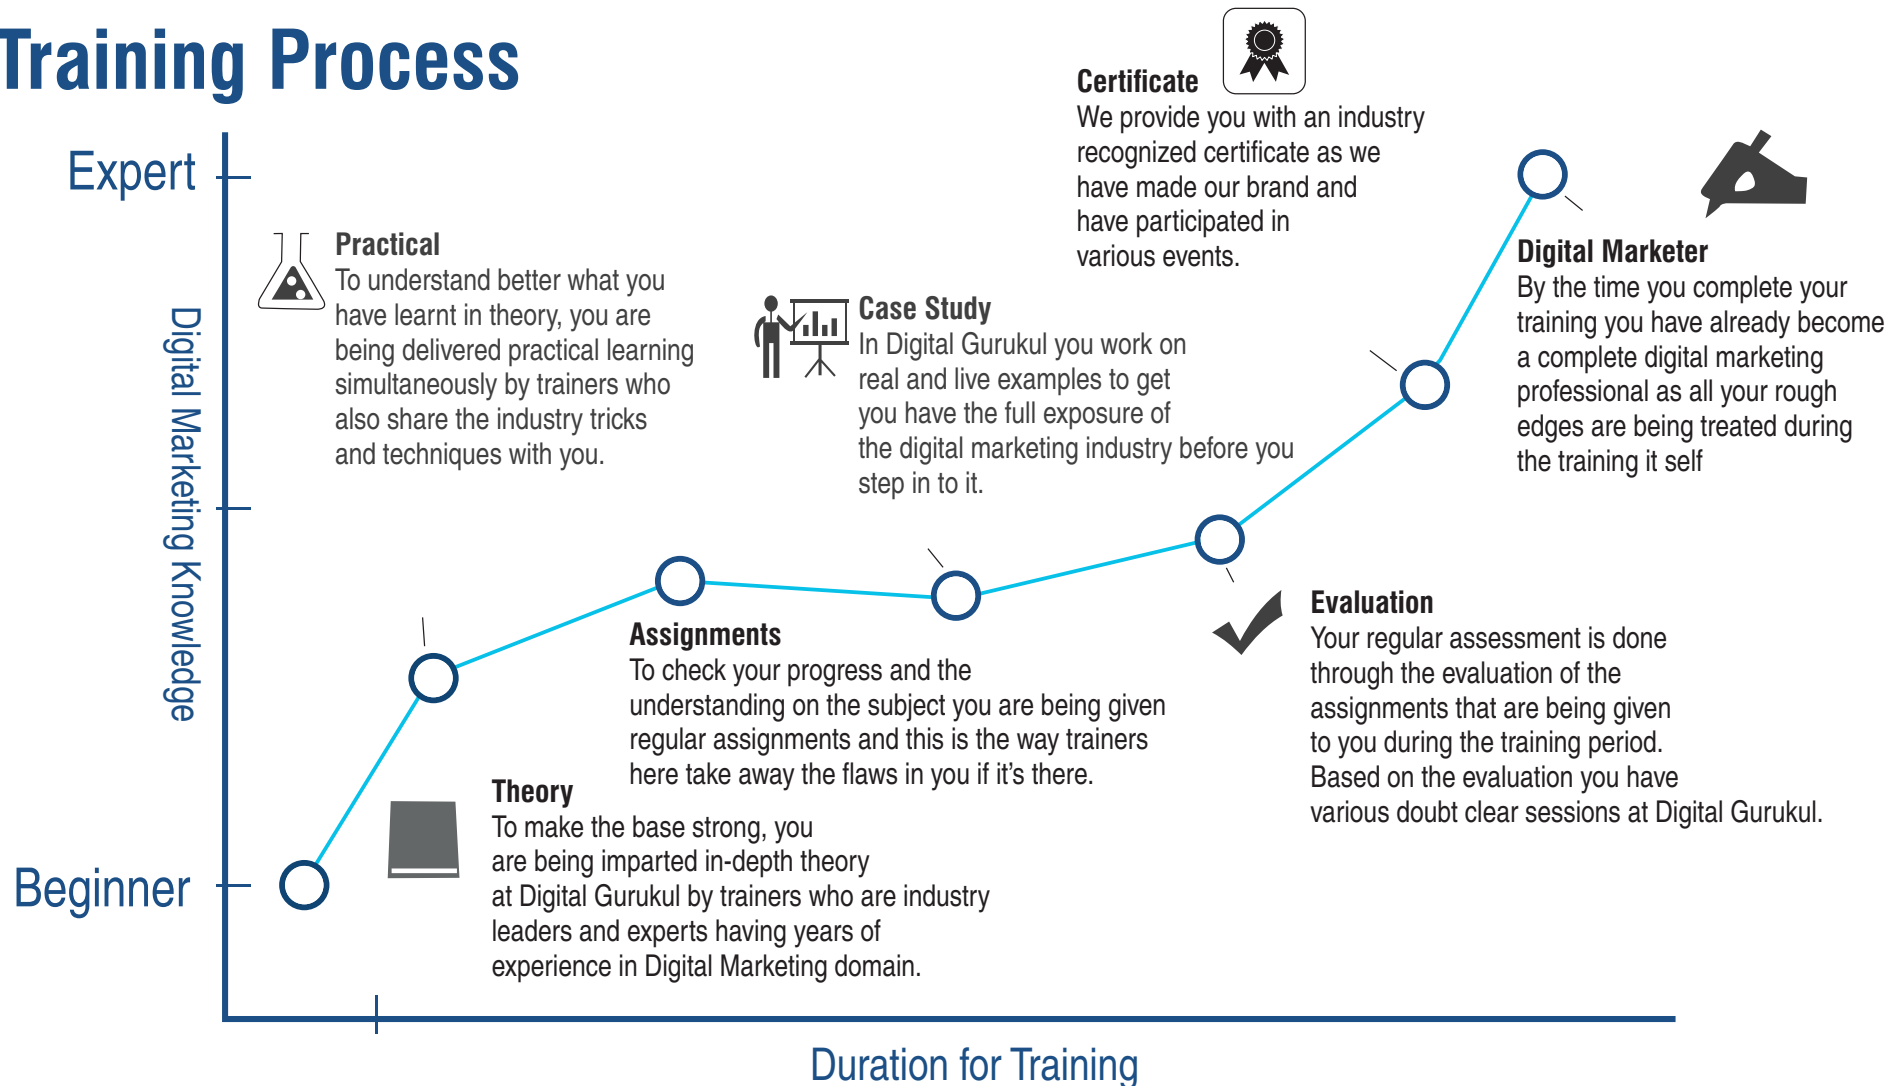 Training Process
Expert
Digital Marketing Knowledge
Beginner
Duration for Training
Theory
To make the base strong, you
are being imparted in-depth theory
at Digital Gurukul by trainers who are industry
leaders and experts having years of
experience in Digital Marketing domain.
Practical
To understand better what you
have learnt in theory, you are
being delivered practical learning
simultaneously by trainers who
also share the industry tricks
and techniques with you.
Assignments
To check your progress and the
understanding on the subject you are being given
regular assignments and this is the way trainers
here take away the flaws in you if it’s there.
Case Study
In Digital Gurukul you work on
real and live examples to get
you have the full exposure of
the digital marketing industry before you
step in to it.
Evaluation
Your regular assessment is done
through the evaluation of the
assignments that are being given
to you during the training period.
Based on the evaluation you have
various doubt clear sessions at Digital Gurukul.
Certificate
We provide you with an industry
recognized certificate as we
have made our brand and
have participated in
various events.
Digital Marketer
By the time you complete your
training you have already become
a complete digital marketing
professional as all your rough
edges are being treated during
the training it self